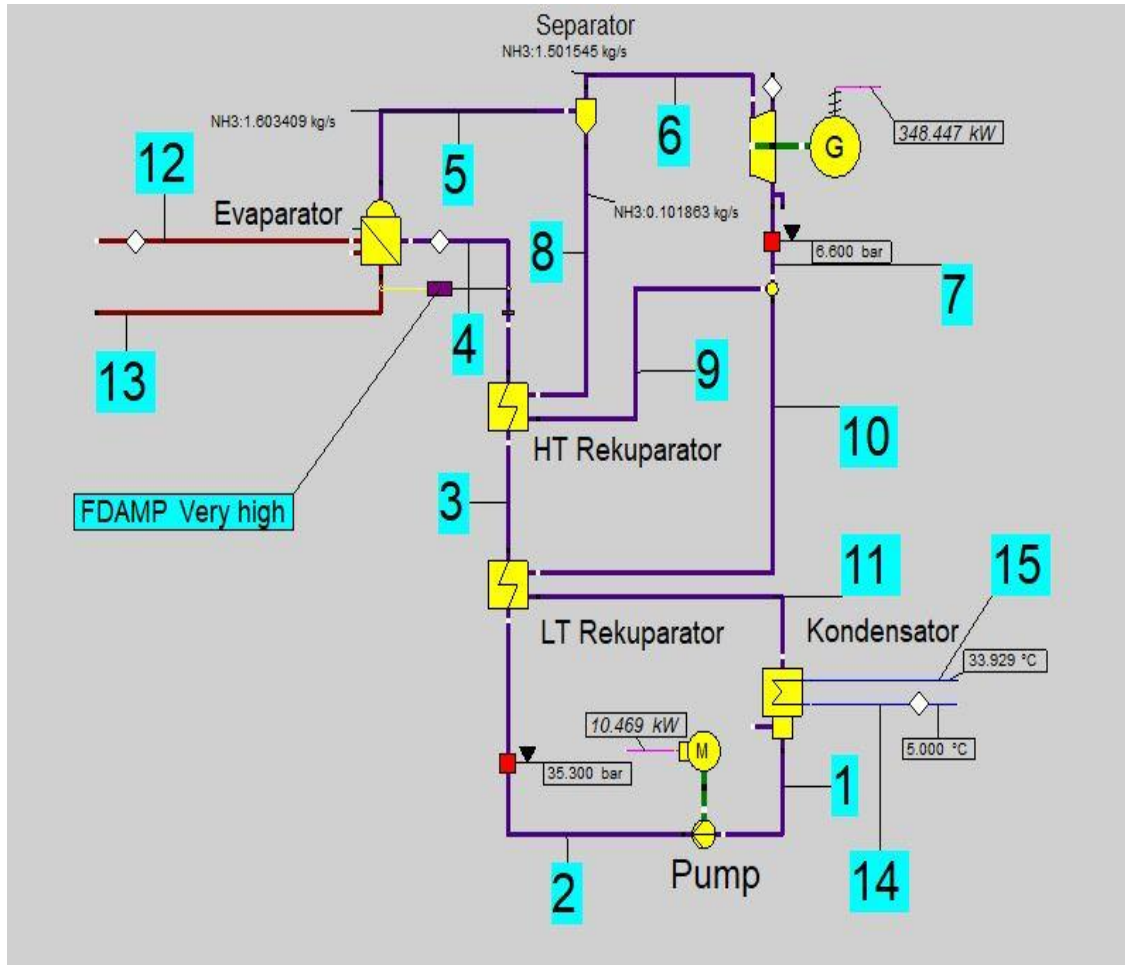 Separator
NH3:1.501545 kg/s
6
NH3:1.603409 kg/s
5
G
348.447 kW
12
Evaparator
NH3:0.101863 kg/s
8
6.600 bar
7
4
13
9
10
HT Rekuparator
3
FDAMP Very high
11
15
LT Rekuparator
Kondensator
33.929 °C
10.469 kW
M
5.000 °C
35.300 bar
1
Pump
14
2